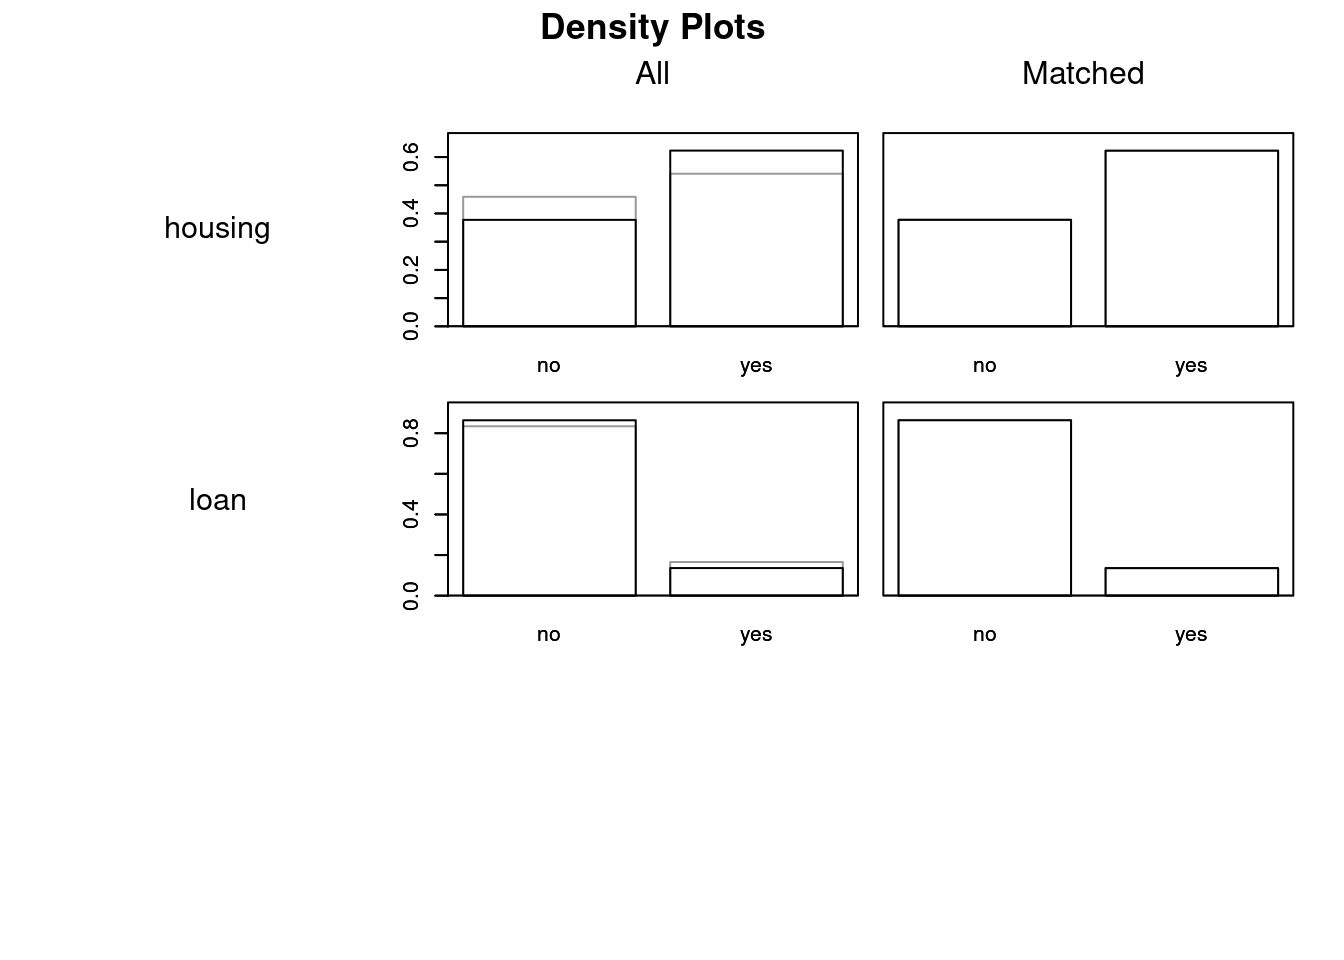 Density Plots
All Matched
housing
0.0 0.2 0.4 0.6
no yes no yes
loan
0.0 0.4 0.8
no yes no yes